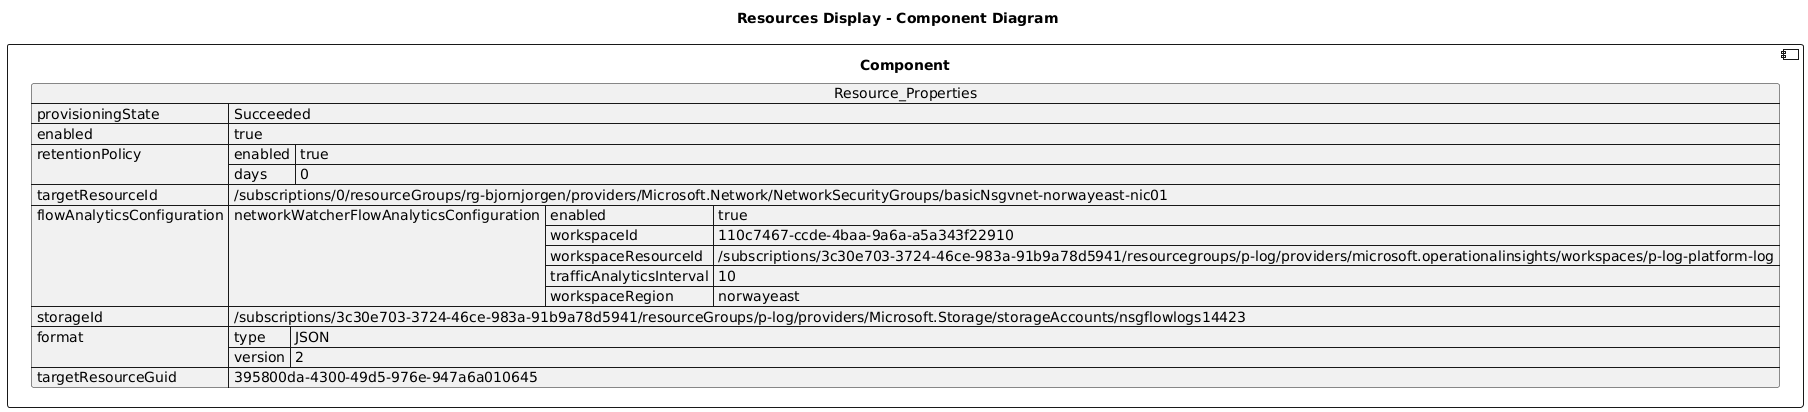 Resources Display - Component Diagram
Component
Resource_Properties
provisioningState Succeeded
enabled true
retentionPolicy enabled true
days 0
targetResourceId /subscriptions/0/resourceGroups/rg-bjornjorgen/providers/Microsoft.Network/NetworkSecurityGroups/basicNsgvnet-norwayeast-nic01
flowAnalyticsConfiguration networkWatcherFlowAnalyticsConfiguration enabled true
workspaceId 110c7467-ccde-4baa-9a6a-a5a343f22910
workspaceResourceId /subscriptions/3c30e703-3724-46ce-983a-91b9a78d5941/resourcegroups/p-log/providers/microsoft.operationalinsights/workspaces/p-log-platform-log
trafficAnalyticsInterval 10
workspaceRegion norwayeast
storageId /subscriptions/3c30e703-3724-46ce-983a-91b9a78d5941/resourceGroups/p-log/providers/Microsoft.Storage/storageAccounts/nsgflowlogs14423
format type JSON
version 2
targetResourceGuid 395800da-4300-49d5-976e-947a6a010645